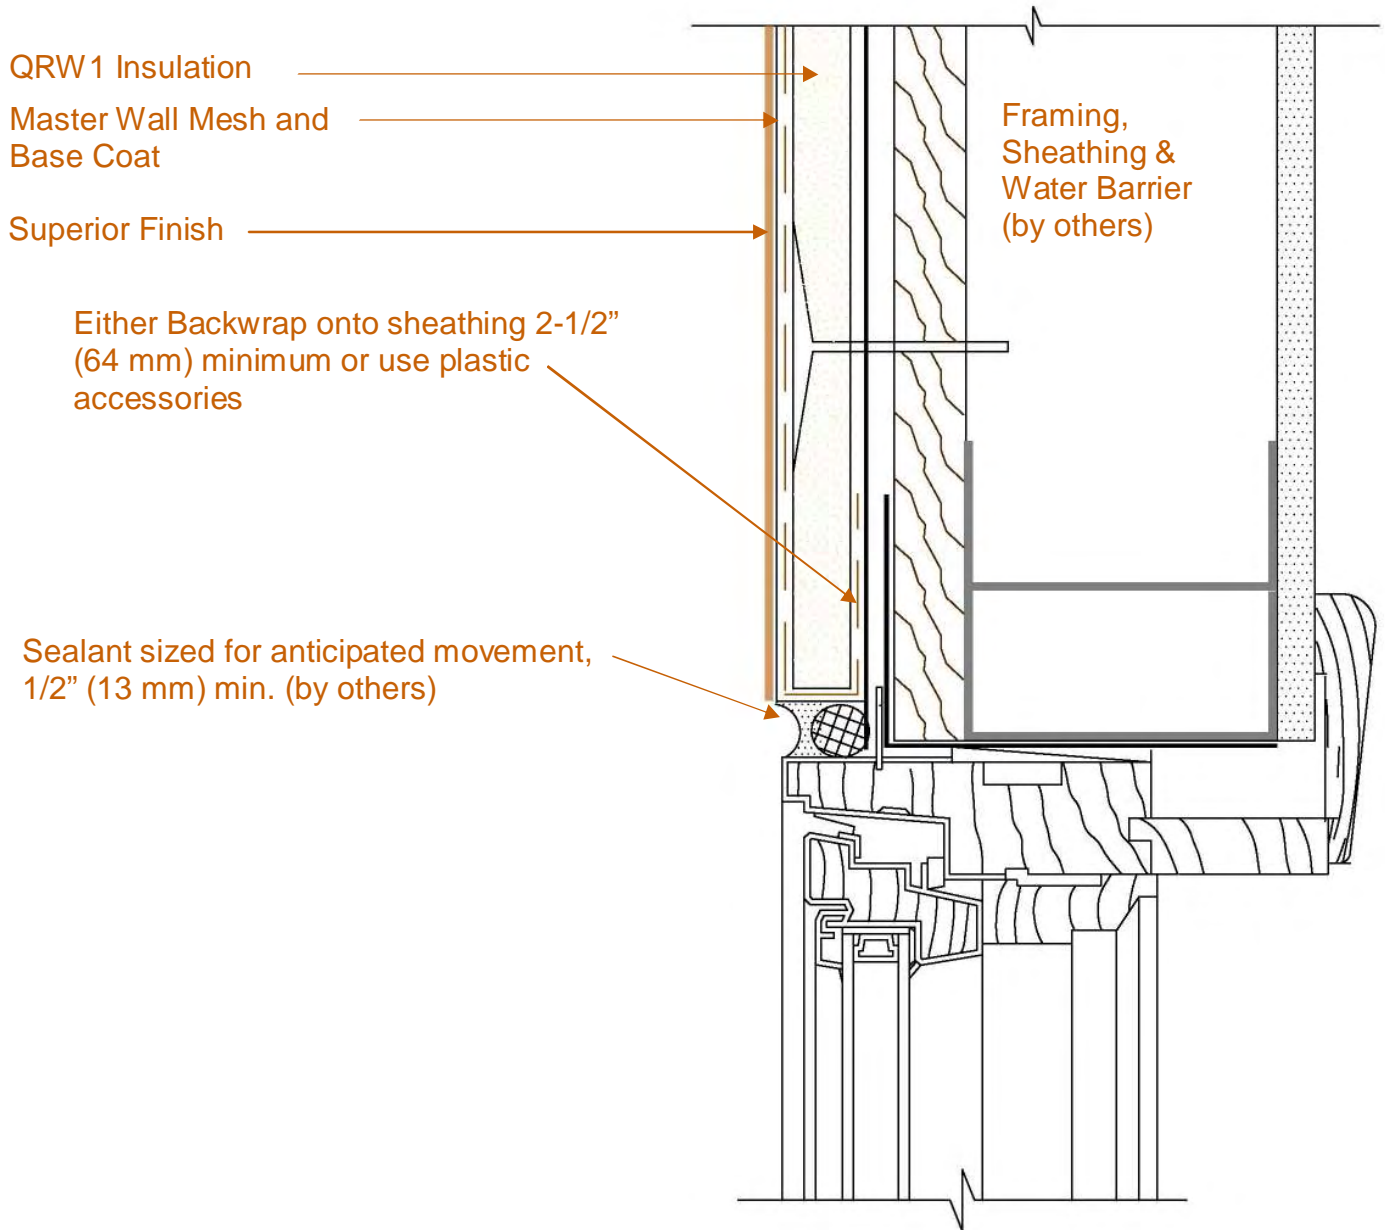 QRW1 Insulation
Master Wall Mesh and
Base Coat
Superior Finish
Either Backwrap onto sheathing 2-1/2”
(64 mm) minimum or use plastic
accessories
Sealant sized for anticipated movement,
1/2” (13 mm) min. (by others)
Framing,
Sheathing &
Water Barrier
(by others)